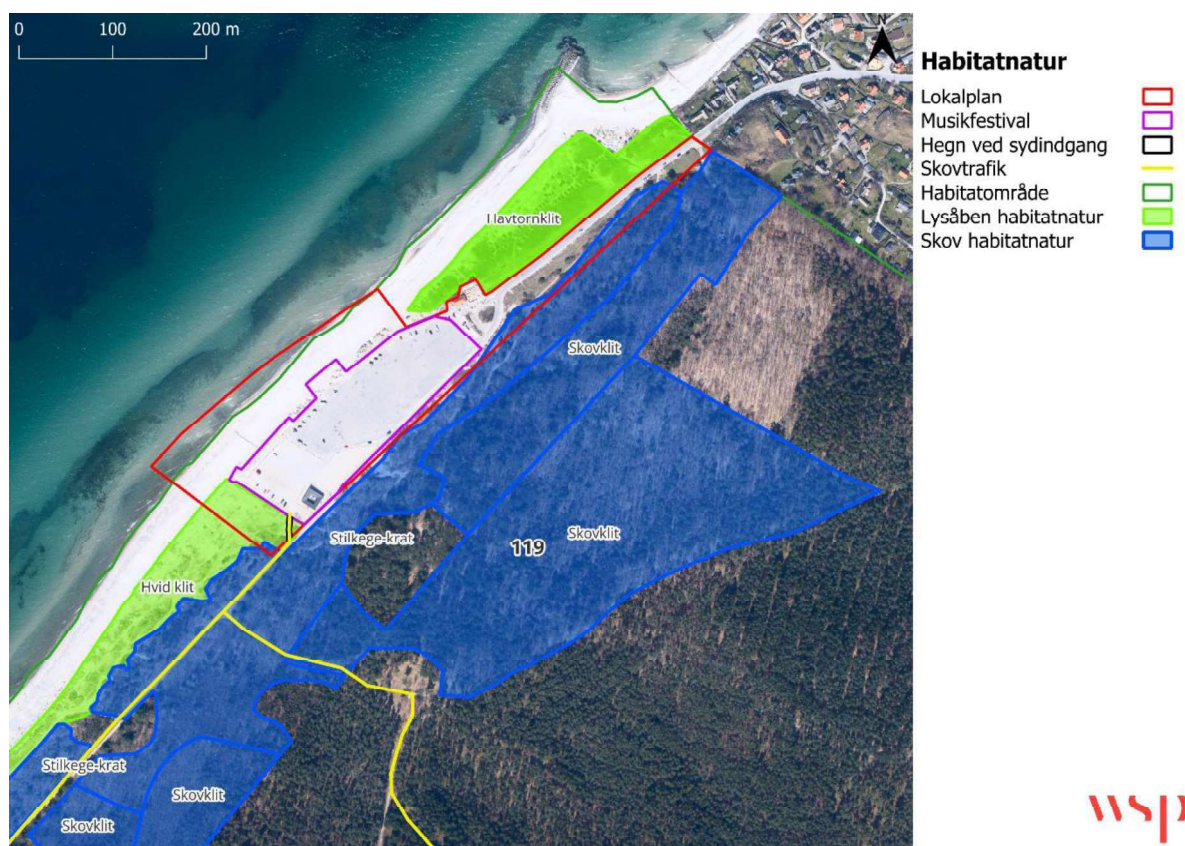 0 100 200 m
N
Habitatnatur
Lokalplan
Musikfestival
Hegn ved sydindgang
Skovtrafik
Habitatområde
Lysåben habitatnatur
Skov habitatnatur
Havtornklit
Skovklit
Stilkege-krat
119
Skovklit
Hvid klit
Stilkege-krat
Skovklit
Skovklit
wsp